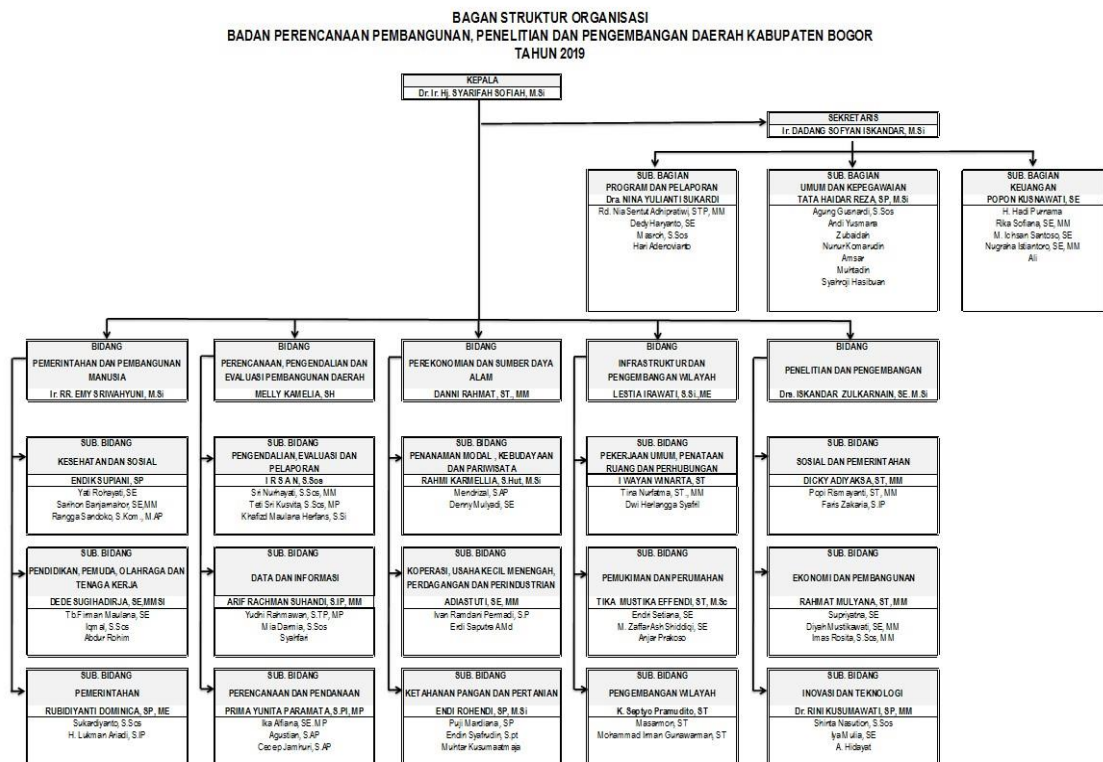 BAGAN STRUKTUR ORGANISASI
BADAN PERENCANAAN PEMBANGUNAN, PENELITIAN DAN PENGEMBANGAN DAERAH KABUPATEN BOGOR
TAHUN 2019
KEPALA
Dr. Ir. Hj. SYARIFAH SOFIAH, M.Si
SEKRETARIS
Ir. DADANG SOFYAN ISKANDAR, M.Si
SUB. BAGIAN
PROGRAM DAN PELAPORAN
Dra. NINA YULIANTI SUKARDI
Rd. Nia Sentut Adhipratiwi, STP, MM
Dedy Haryanto, SE
Masroh, S.Sos
Hari Adenovianto
SUB. BAGIAN
UMUM DAN KEPEGAWAIAN
TATA HAIDAR REZA, SP, M.Si
Agung Gusnardi, S.Sos
Andi Yusmara
Zubaidah
Nunur Komarudin
Amsar
Muhtadin
Syahroji Hasibuan
SUB. BAGIAN
KEUANGAN
POPON KUSNAWATI, SE
H. Hadi Purnama
Rika Sofiana, SE, MM
M. Ichsan Santoso, SE
Nugraha Istiantoro, SE, MM
Ali
BIDANG
PEMERINTAHAN DAN PEMBANGUNAN
MANUSIA
Ir. RR. EMY SRIWAHYUNI, M.Si
SUB. BIDANG
KESEHATAN DAN SOSIAL
ENDIK SUPIANI, SP
Yati Rohayati, SE
Sarihon Banjarnahor, SE,MM
Rangga Sandoko, S.Kom., M.AP
SUB. BIDANG
PENDIDIKAN, PEMUDA, OLAHRAGA DAN
TENAGA KERJA
DEDE SUGIHADIRJA, SE,MMSI
Tb Firman Maulana, SE
Iqmal, S.Sos
Abdur Rohim
SUB. BIDANG
PEMERINTAHAN
RUBIDIYANTI DOMINICA, SP, ME
Sukardiyanto, S.Sos
H. Lukman Ariadi, S.IP
BIDANG
PERENCANAAN, PENGENDALIAN DAN
EVALUASI PEMBANGUNAN DAERAH
MELLY KAMELIA, SH
SUB. BIDANG
PENGENDALIAN, EVALUASI DAN
PELAPORAN
I R S A N, S.Sos
Sri Nurhayati, S.Sos, MM
Teti Sri Kusvita, S.Sos, MP
Khafizd Maulana Herfans, S.Si
SUB. BIDANG
DATA DAN INFORMASI
ARIF RACHMAN SUHANDI, S.IP, MM
Yudhi Rahmawan, S.TP, MP
Mia Darmia, S.Sos
Syahfari
SUB. BIDANG
PERENCANAAN DAN PENDANAAN
PRIMA YUNITA PARAMATA, S.PI, MP
Ika Alfiana, SE. MP
Agustian, S.AP
Cecep Jamhuri, S.AP
BIDANG
PEREKONOMIAN DAN SUMBER DAYA
ALAM
DANNI RAHMAT, ST., MM
SUB. BIDANG
PENANAMAN MODAL , KEBUDAYAAN
DAN PARIWISATA
RAHMI KARMELLIA, S.Hut, M.Si
Mendrizal, S.AP
Denny Mulyadi, SE
SUB. BIDANG
KOPERASI, USAHA KECIL MENENGAH,
PERDAGANGAN DAN PERINDUSTRIAN
ADIASTUTI, SE, MM
Ivan Ramdani Permadi, S.P
Erdi Saputra AMd
SUB. BIDANG
KETAHANAN PANGAN DAN PERTANIAN
ENDI ROHENDI, SP, M.Si
Puji Mardiana, SP
Endin Syafrudin, S.pt
Muhtar Kusumaatmaja
BIDANG
INFRASTRUKTUR DAN
PENGEMBANGAN WILAYAH
LESTIA IRAWATI, S.Si.,ME
SUB. BIDANG
PEKERJAAN UMUM, PENATAAN
RUANG DAN PERHUBUNGAN
I WAYAN WINARTA, ST
Tina Nurfatma, ST., MM
Dwi Herlangga Syafril
SUB. BIDANG
PEMUKIMAN DAN PERUMAHAN
TIKA MUSTIKA EFFENDI, ST, M.Sc
Endri Setiana, SE
M. Zaffar Ash Shiddiqi, SE
Anjar Prakoso
SUB. BIDANG
PENGEMBANGAN WILAYAH
K. Septyo Pramudito, ST
Masarmon, ST
Mohammad Irman Gunawarman, ST
BIDANG
PENELITIAN DAN PENGEMBANGAN
Drs. ISKANDAR ZULKARNAIN, SE. M.Si
SUB. BIDANG
SOSIAL DAN PEMERINTAHAN
DICKY ADIYAKSA, ST, MM
Popi Rismayanti, ST, MM
Faris Zakaria, S.IP
SUB. BIDANG
EKONOMI DAN PEMBANGUNAN
RAHMAT MULYANA, ST, MM
Supriyatna, SE
Diyah Mustikawati, SE, MM
Imas Rosita, S.Sos, MM
SUB. BIDANG
INOVASI DAN TEKNOLOGI
Dr. RINI KUSUMAWATI, SP, MM
Shinta Nasution, S.Sos
Iya Mulia, SE
A. Hidayat